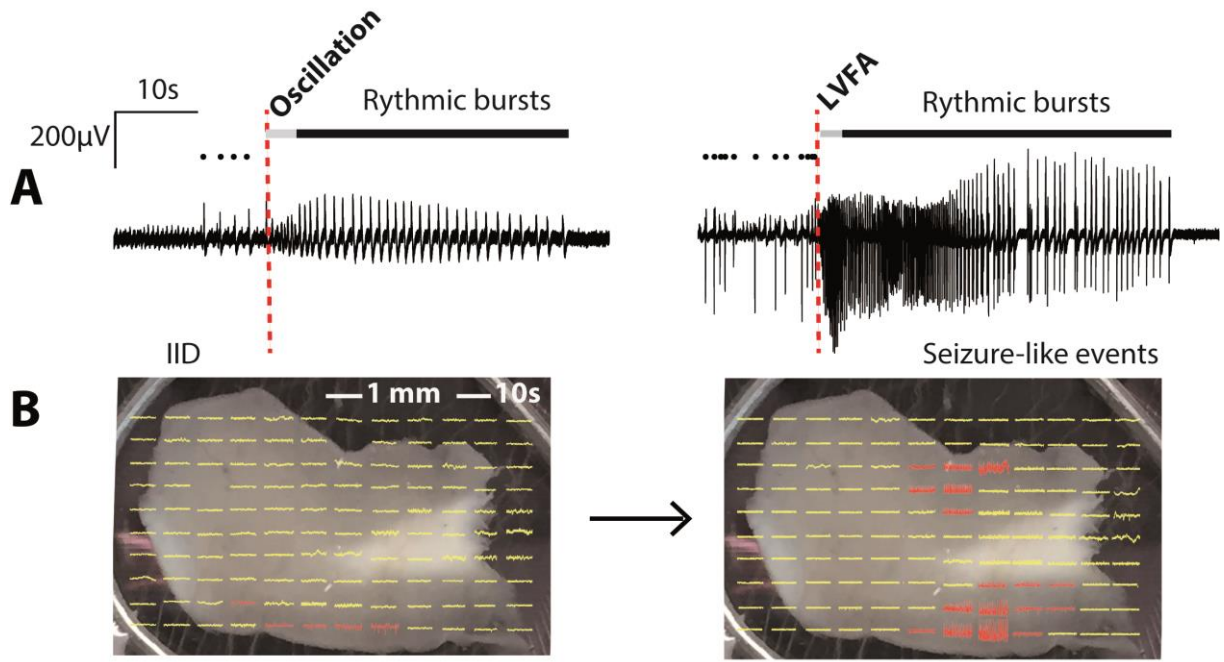 10s
Oscillation
LVFA
Rythmic bursts
Rythmic bursts
200µV
A
IID
Seizure-like events
B
1 mm
10s